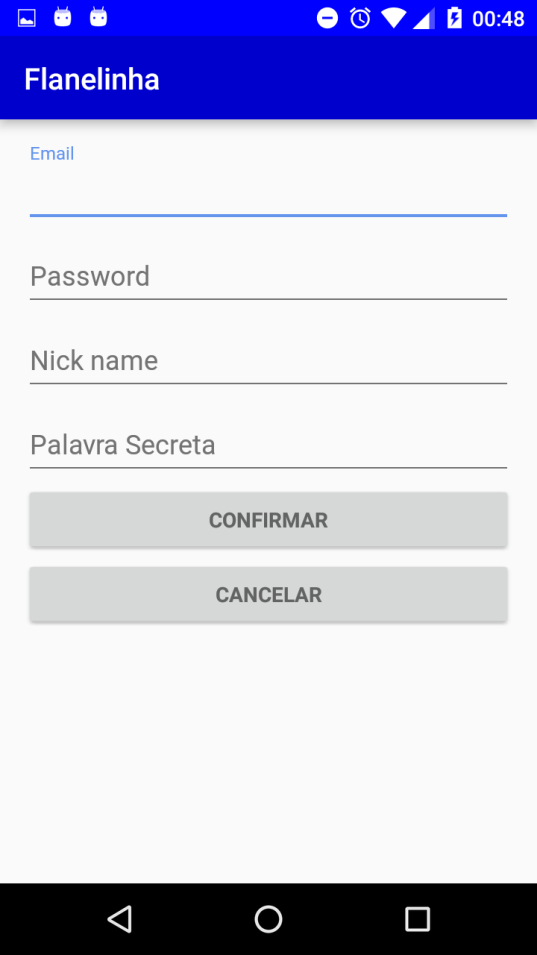 00:48
Flanelinha
Email
Password
Nick name
Palavra Secreta
CONFIRMAR
CANCELAR